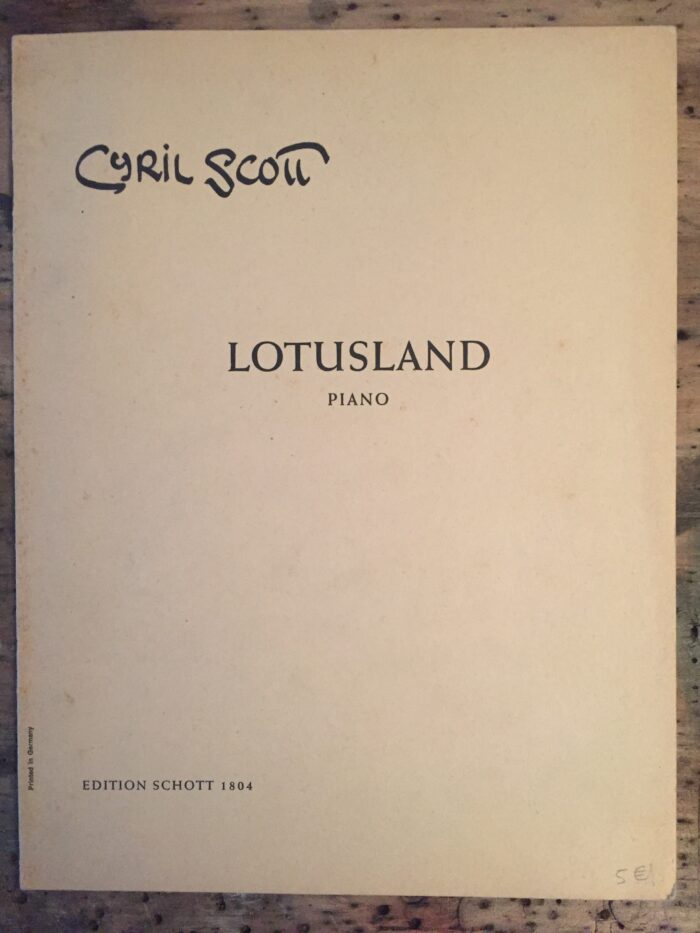 Cyril Scott
LOTUSLAND
PIANO
Printed in Germany
EDITION SCHOTT 1804
5 €